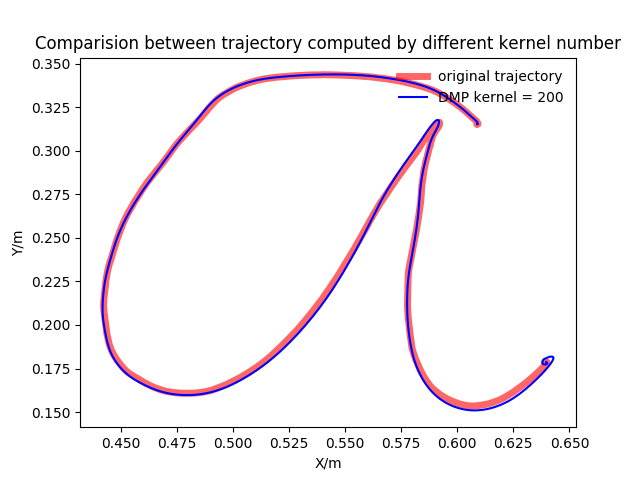 Comparision between trajectory computed by different kernel number
original trajectory
DMP kernel = 200
0.350
0.325
0.300
0.275
0.250
0.225
0.200
0.175
0.150
Y/m
0.450 0.475 0.500 0.525 0.550 0.575 0.600 0.625 0.650
X/m